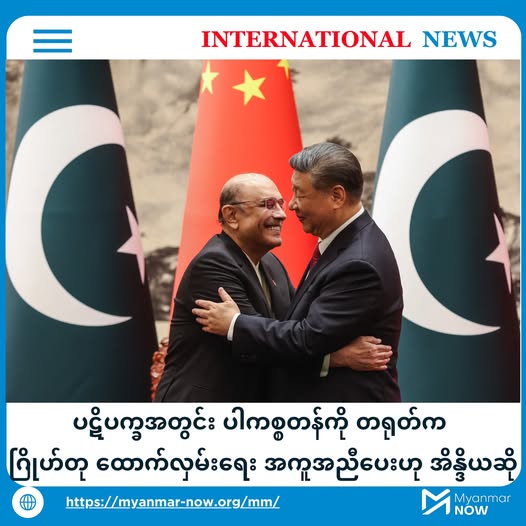 INTERNATIONAL NEWS
ပဋိပက္ခအတွင်း ပါကစ္စတန်ကို တရုတ်က
ဂြိုဟ်တု ထောက်လှမ်းရေး အကူအညီပေးဟု အိန္ဒိယဆို
https://myanmar-now.org/mm/
Myanmar
NOW